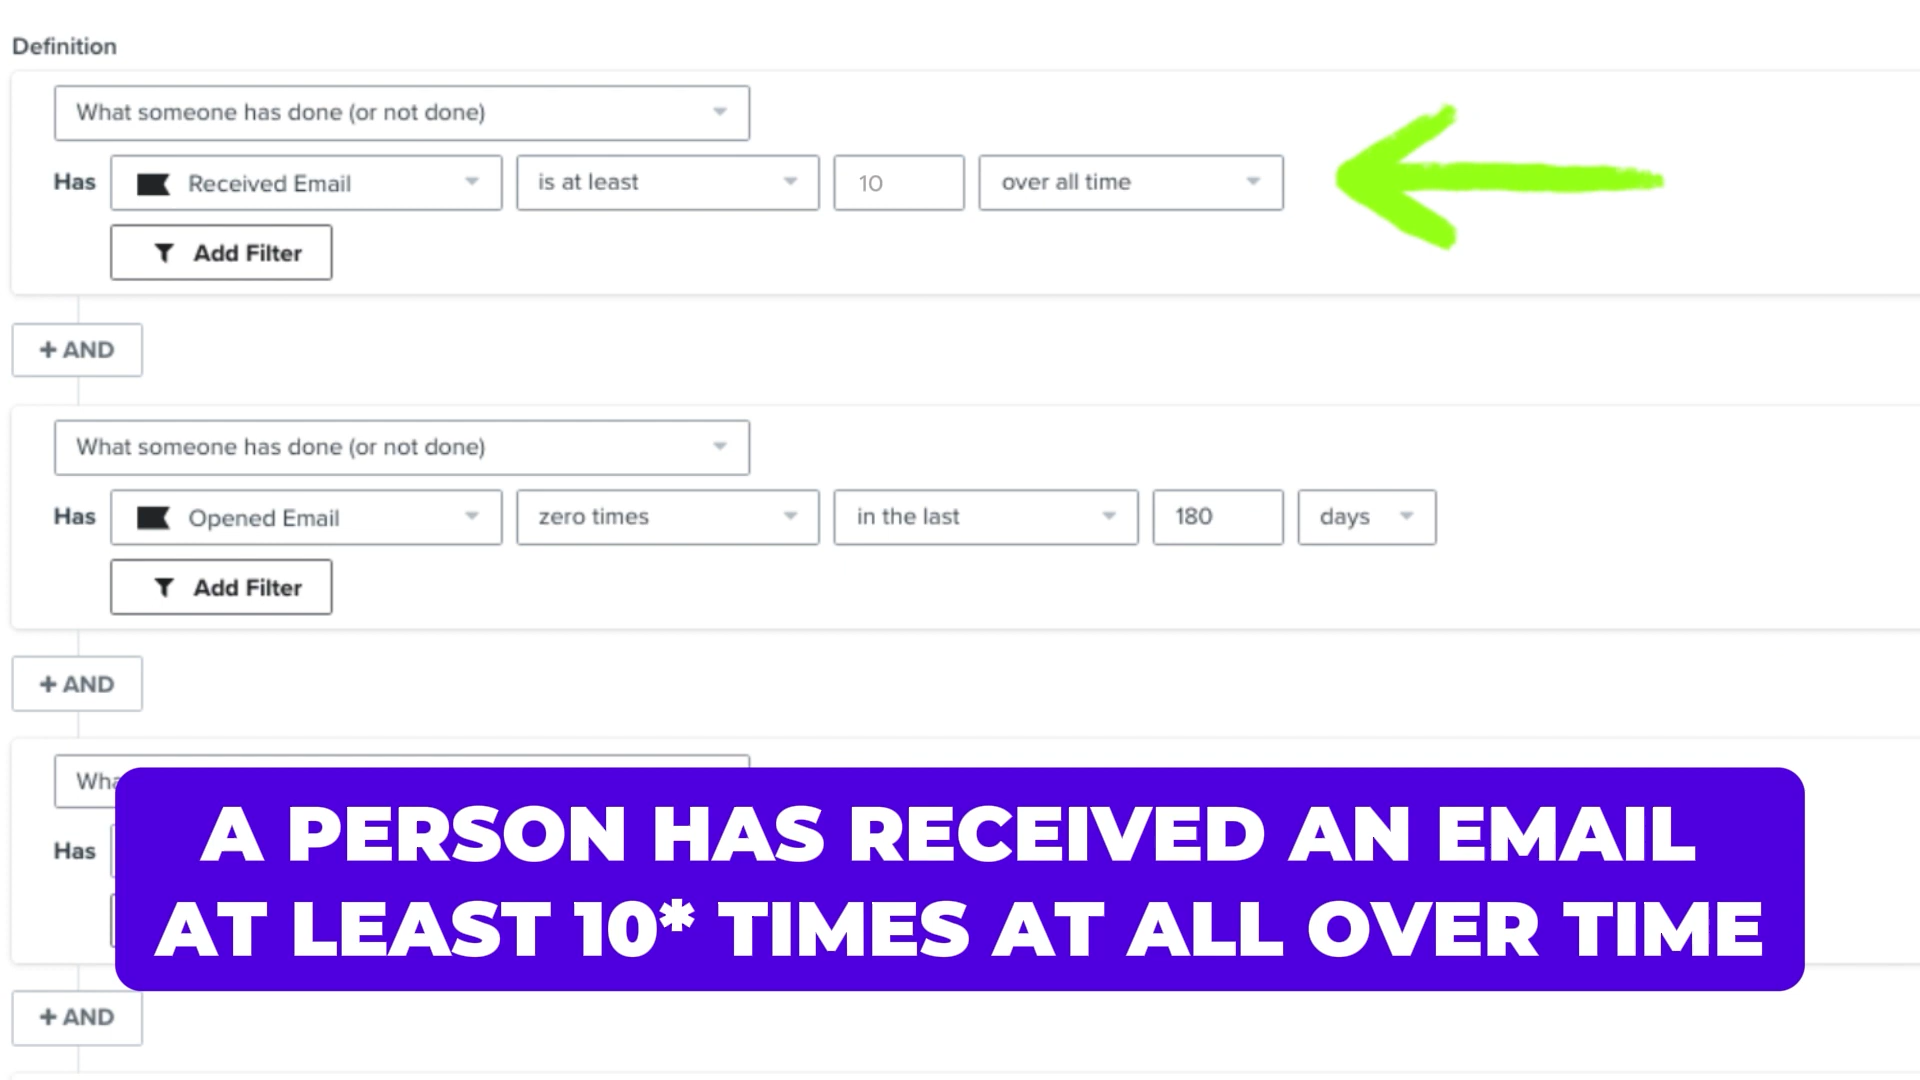 Definition
What someone has done (or not done)
Has Received Email is at least 10 over all time
Add Filter
+ AND
What someone has done (or not done)
Has Opened Email zero times in the last 180 days
Add Filter
+ AND
Has
A PERSON HAS RECEIVED AN EMAIL
AT LEAST 10* TIMES AT ALL OVER TIME
+ AND